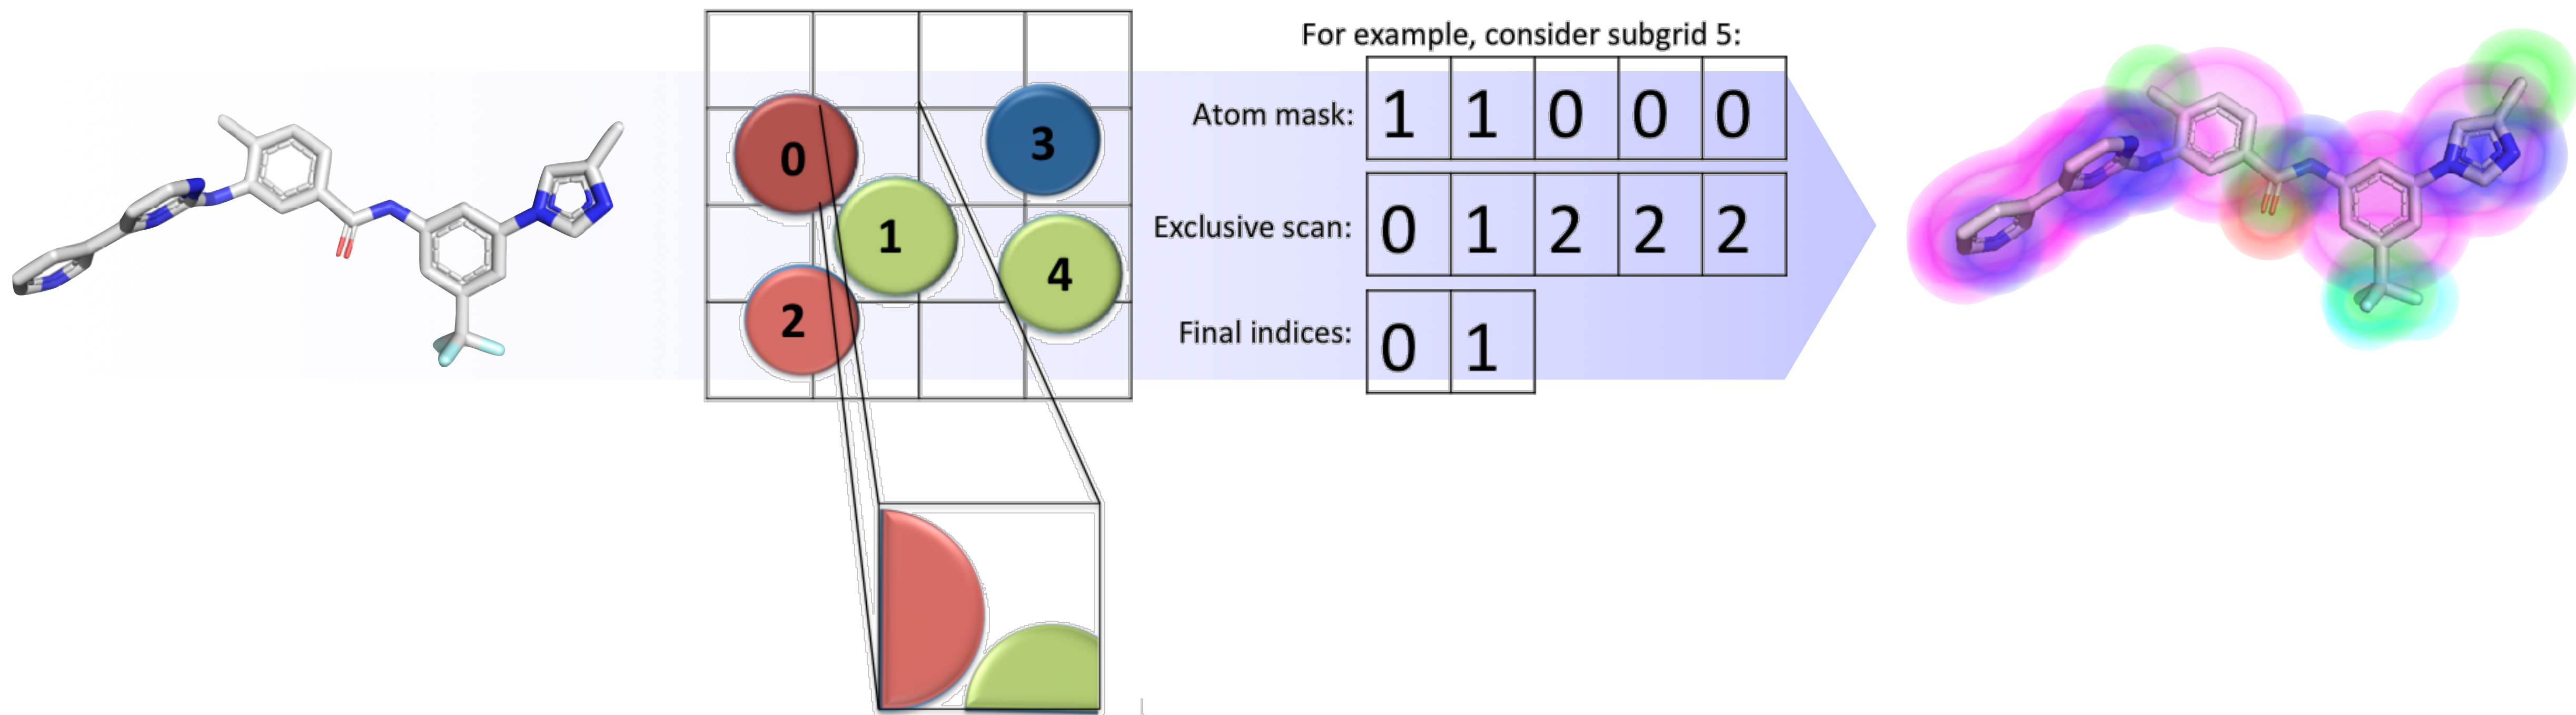 For example, consider subgrid 5:
0
1
2
3
4
Atom mask: 1 1 0 0 0
Exclusive scan: 0 1 2 2 2
Final indices: 0 1